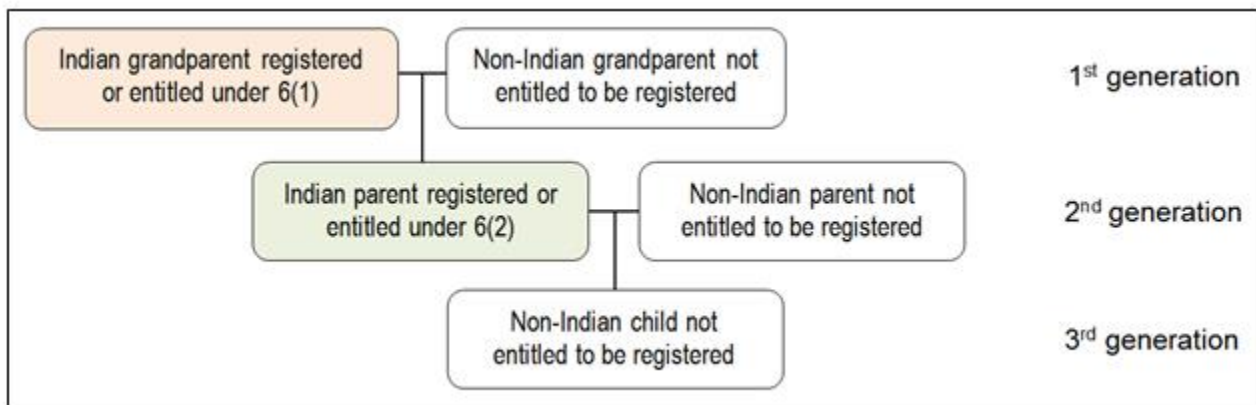 Indian grandparent registered
or entitled under 6(1)
Non-Indian grandparent not
entitled to be registered
1st generation
Indian parent registered or
entitled under 6(2)
Non-Indian parent not
entitled to be registered
2nd generation
Non-Indian child not
entitled to be registered
3rd generation